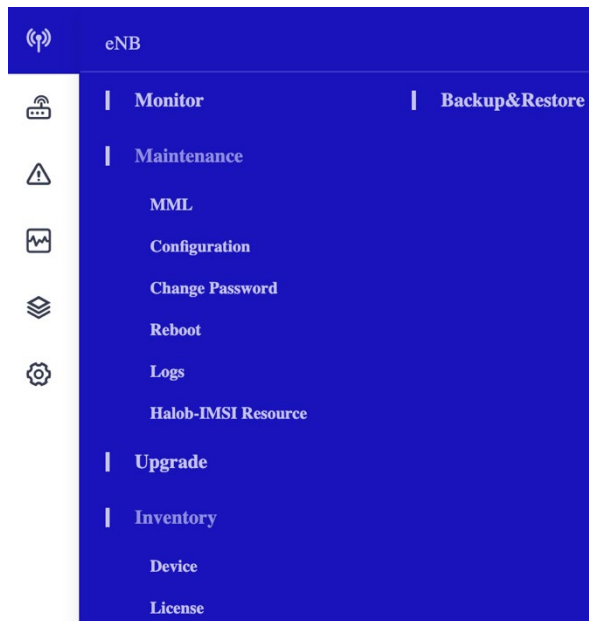 eNB
Monitor
Backup&Restore
Maintenance
MML
Configuration
Change Password
Reboot
Logs
Halob-IMSI Resource
Upgrade
Inventory
Device
License